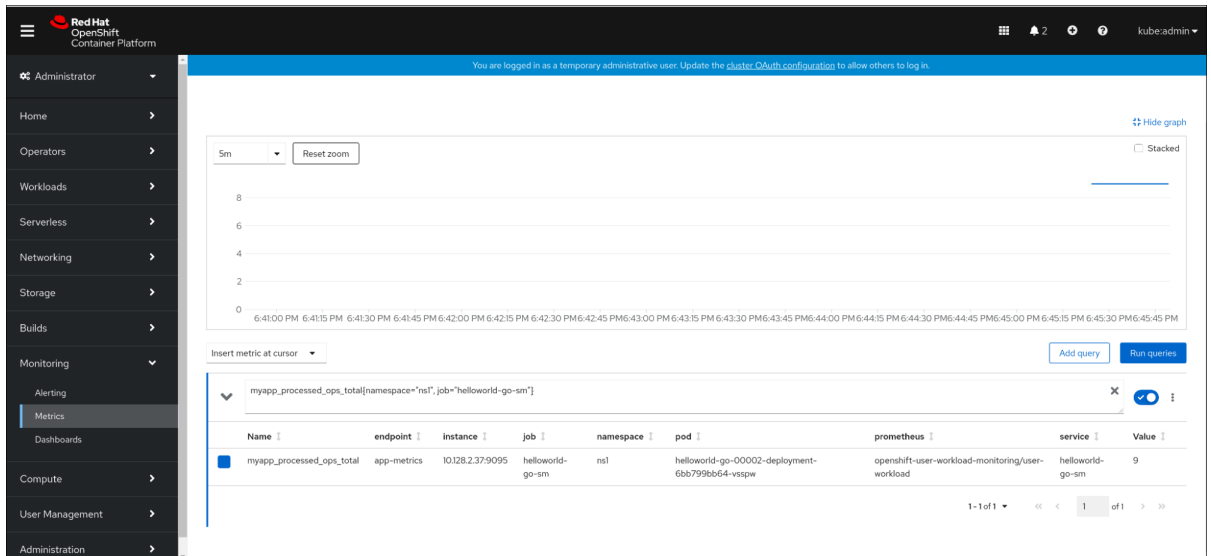 Red Hat
OpenShift
Container Platform
2
kube:admin
Administrator
You are logged in as a temporary administrative user. Update the cluster OAuth configuration to allow others to log in.
Home
Operators
Workloads
Serverless
Networking
Storage
Builds
Monitoring
Alerting
Metrics
Dashboards
Compute
User Management
Administration
Hide graph
5m
Reset zoom
Stacked
8
6
4
2
0
6:41:00 PM 6:41:15 PM 6:41:30 PM 6:41:45 PM 6:42:00 PM 6:42:15 PM 6:42:30 PM 6:42:45 PM 6:43:00 PM 6:43:15 PM 6:43:30 PM 6:43:45 PM 6:44:00 PM 6:44:15 PM 6:44:30 PM 6:44:45 PM 6:45:00 PM 6:45:15 PM 6:45:30 PM 6:45:45 PM
Insert metric at cursor
Add query
Run queries
myapp_processed_ops_total{namespace="ns1", job="helloworld-go-sm"}
Name endpoint instance job namespace pod prometheus service Value
myapp_processed_ops_total app-metrics 10.128.2.37:9095 helloworld- ns1 helloworld-go-00002-deployment- openshift-user-workload-monitoring/user- helloworld- 9
go-sm 6bb799bb64-vsspw workload go-sm
1 - 1 of 1 << < 1 of 1 > >>